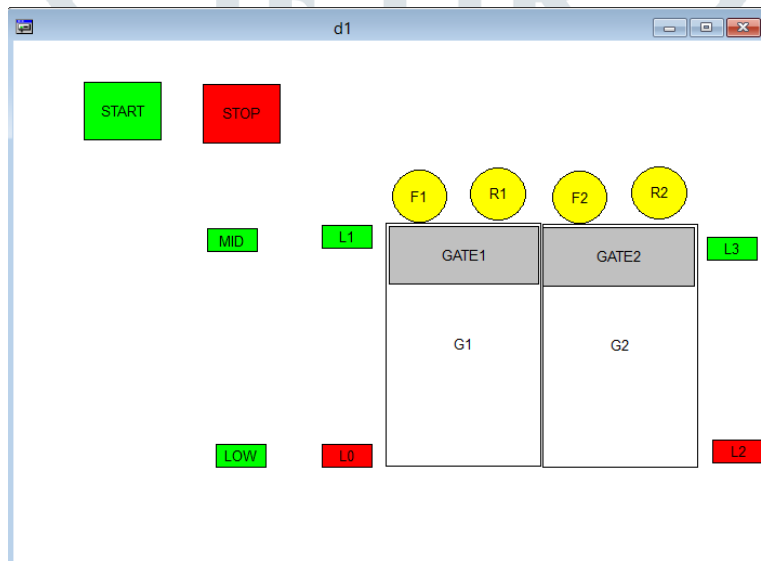 d1
START STOP
F1 R1 F2 R2
MID L1 GATE1 GATE2 L3
G1 G2
LOW L0 L2